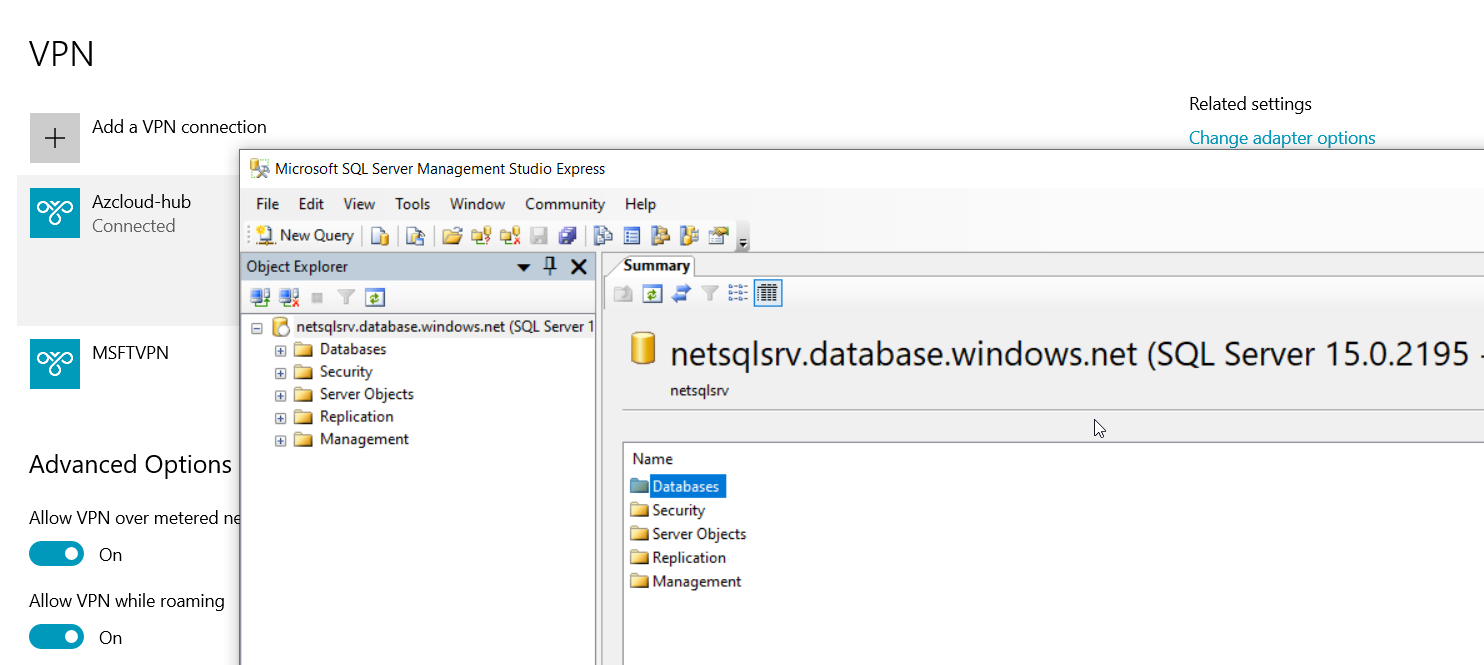 VPN
Add a VPN connection
Azcloud-hub
Connected
MSFTVPN
Advanced Options
Allow VPN over metered ne
On
Allow VPN while roaming
On
Related settings
Change adapter options
Microsoft SQL Server Management Studio Express
File Edit View Tools Window Community Help
New Query
Object Explorer
netsqlsrv.database.windows.net (SQL Server 1
Databases
Security
Server Objects
Replication
Management
Summary
netsqlsrv.database.windows.net (SQL Server 15.0.2195 -
netsqlsrv
Name
Databases
Security
Server Objects
Replication
Management